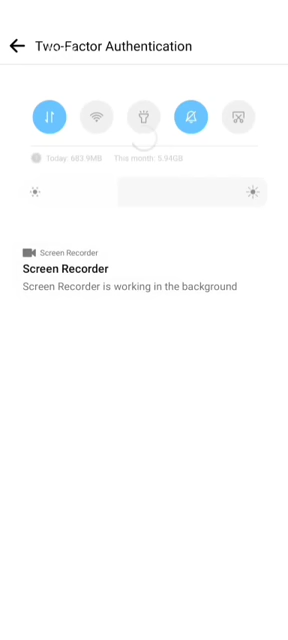 Two-Factor Authentication
Today: 683.9MB This month: 5.94GB
Screen Recorder
Screen Recorder
Screen Recorder is working in the background